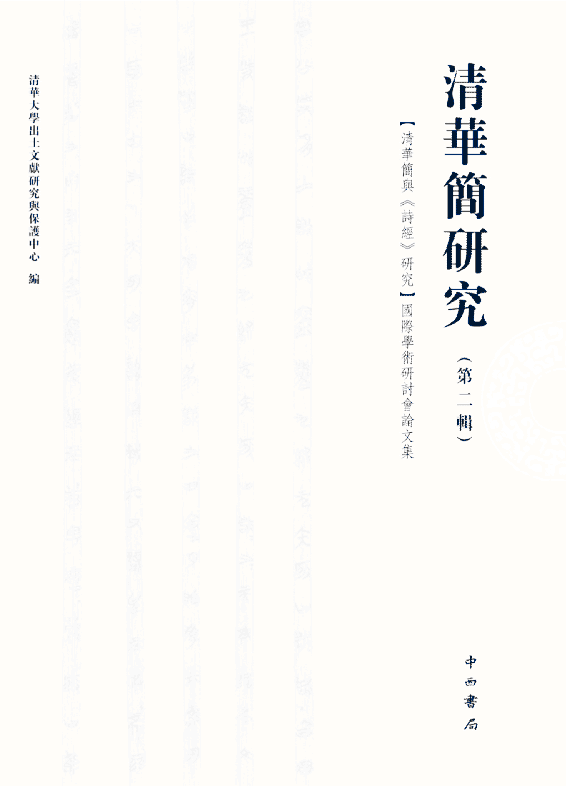 清華簡研究
（第二輯）
【清華簡與《詩經》研究】國際學術研討會論文集
清華大學出土文獻研究與保護中心 編
中西書局